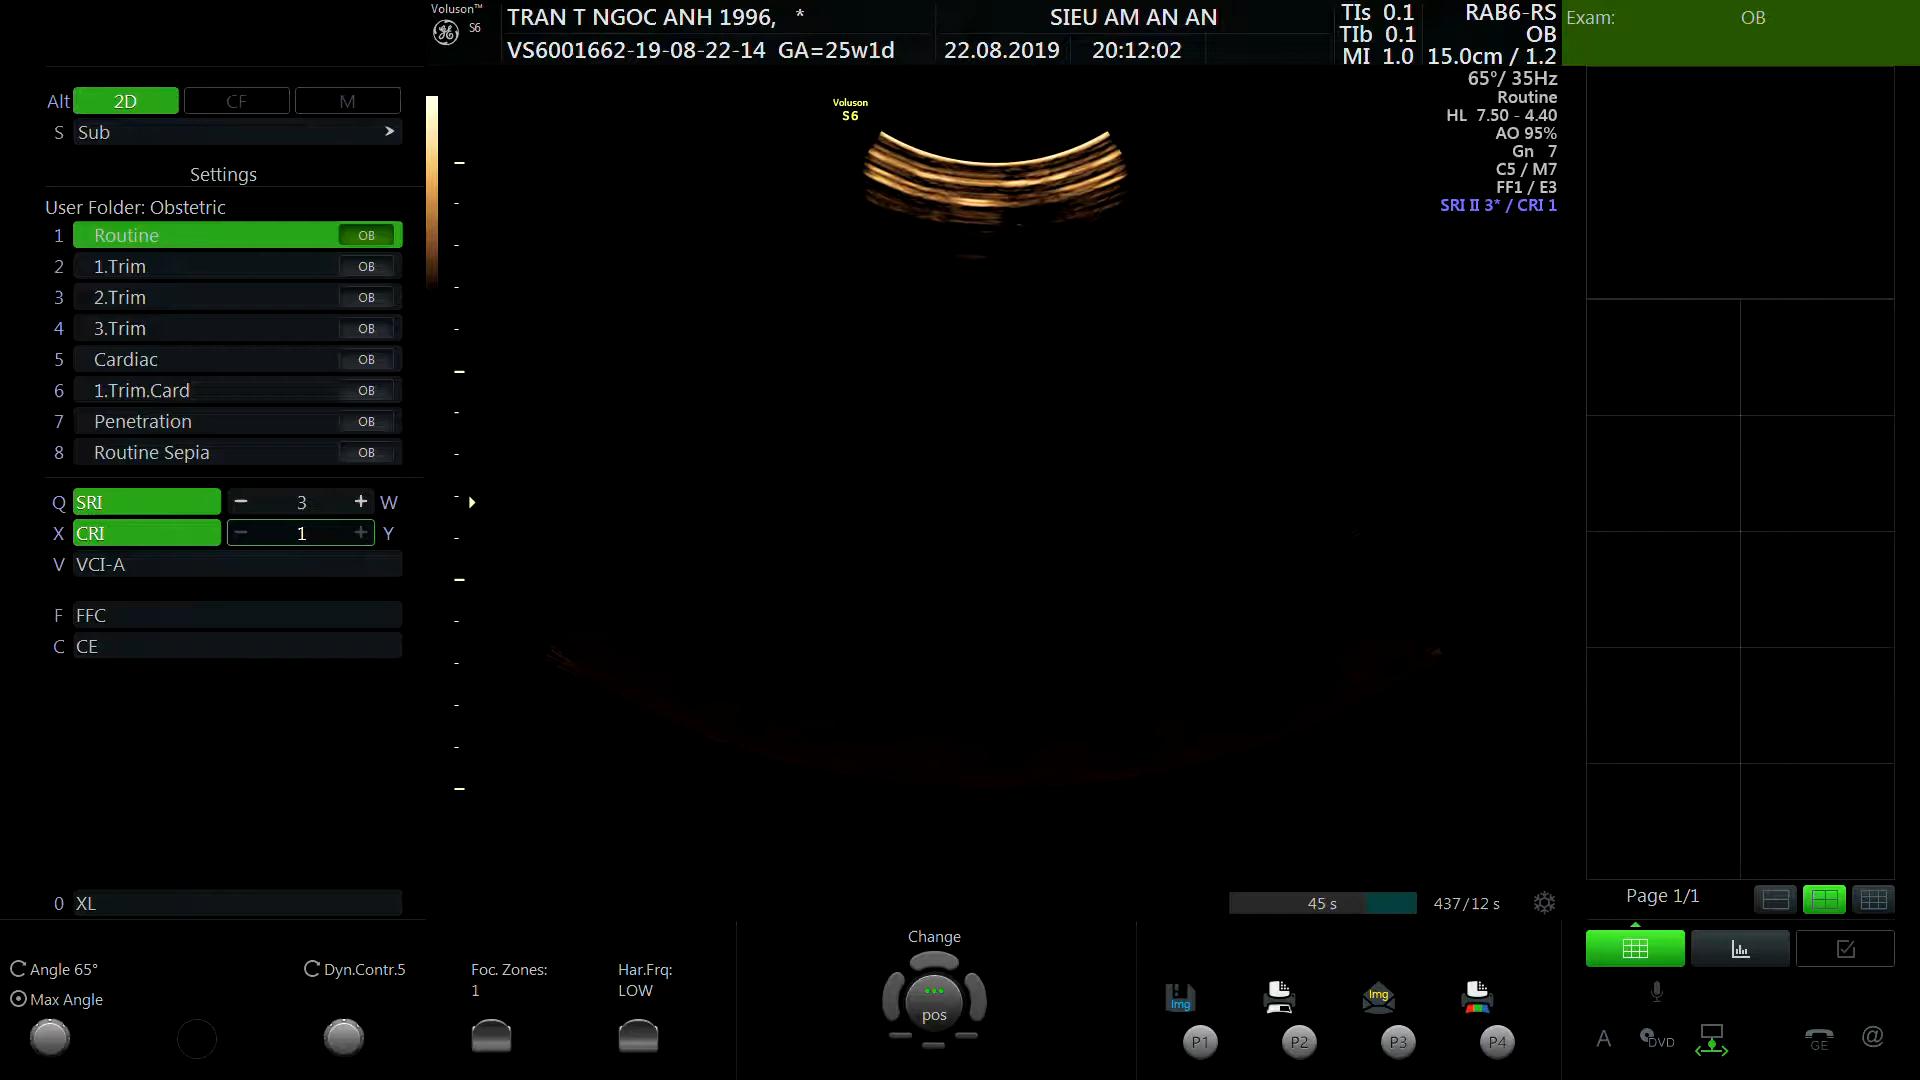 Voluson™
S6
TRAN T NGOC ANH 1996, *
SIEU AM AN AN
VS6001662-19-08-22-14 GA=25w1d
22.08.2019
20:12:02
TIs 0.1
TIb 0.1
MI 1.0
RAB6-RS
OB
15.0cm / 1.2
Exam: OB
65°/ 35Hz
Routine
HL 7.50 - 4.40
AO 95%
Gn 7
C5 / M7
FF1 / E3
SRI II 3* / CRI 1
Voluson
S6
Alt 2D CF M
S Sub >
Settings
User Folder: Obstetric
1 Routine OB
2 1.Trim OB
3 2.Trim OB
4 3.Trim OB
5 Cardiac OB
6 1.Trim.Card OB
7 Penetration OB
8 Routine Sepia OB
Q SRI - 3 + W
X CRI - 1 + Y
V VCI-A
F FFC
C CE
0 XL
45 s
437/12 s
Page 1/1
Angle 65°
Max Angle
Dyn.Contr.5
Foc. Zones:
1
Har.Frq:
LOW
Change
pos
Img
Img
P1
P2
P3
P4
A
DVD
GE
@